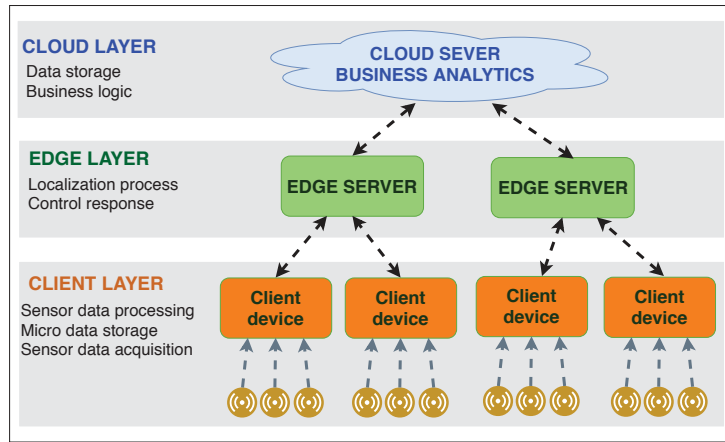 CLOUD LAYER
Data storage
Business logic
CLOUD SEVER
BUSINESS ANALYTICS
EDGE LAYER
Localization process
Control response
EDGE SERVER
EDGE SERVER
CLIENT LAYER
Sensor data processing
Micro data storage
Sensor data acquisition
Client
device
Client
device
Client
device
Client
device